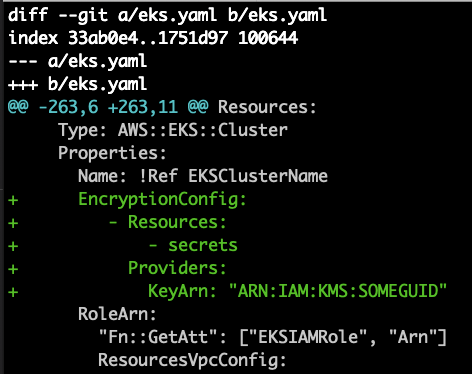 diff --git a/eks.yaml b/eks.yaml
index 33ab0e4..1751d97 100644
--- a/eks.yaml
+++ b/eks.yaml
@@ -263,6 +263,11 @@ Resources:
     Type: AWS::EKS::Cluster
     Properties:
       Name: !Ref EKSClusterName
+      EncryptionConfig:
+         - Resources:
+             - secrets
+           Providers:
+             KeyArn: "ARN:IAM:KMS:SOMEGUID"
       RoleArn:
         "Fn::GetAtt": ["EKSIAMRole", "Arn"]
        ResourcesVpcConfig: